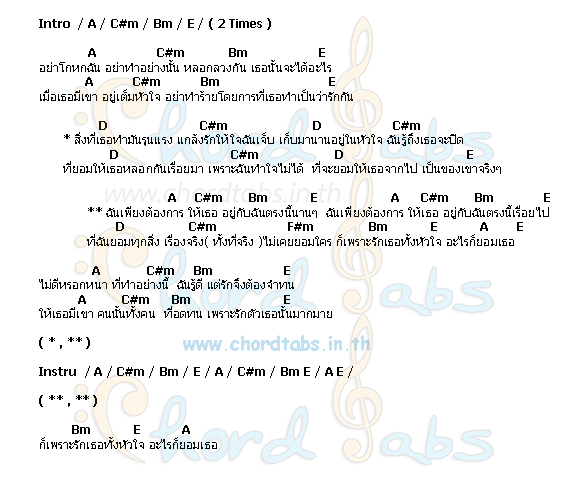 Intro / A / C#m / Bm / E / ( 2 Times )
A C#m Bm E
อย่าโกหกฉัน อย่าทำอย่างนั้น หลอกลวงกัน เธอนั้นจะได้อะไร
A C#m Bm E
เมื่อเธอมีเขา อยู่เต็มหัวใจ อย่าทำร้ายโดยการที่เธอทำเป็นว่ารักกัน
D C#m D C#m
* สิ่งที่เธอทำมันรุนแรง แกล้งรักให้ใจฉันเจ็บ เก็บมานานอยู่ในหัวใจ ฉันรู้ถึงเธอจะปิด
D C#m D E
ที่ยอมให้เธอหลอกกันเรื่อยมา เพราะฉันทำใจไม่ได้ ที่จะยอมให้เธอจากไป เป็นของเขาจริงๆ
www.chordtabs.in.th
A C#m Bm E A C#m Bm E
** ฉันเพียงต้องการ ให้เธอ อยู่กับฉันตรงนี้นานๆ ฉันเพียงต้องการ ให้เธอ อยู่กับฉันตรงนี้เรื่อยไป
D C#m F#m Bm E A E
ที่ฉันยอมทุกสิ่ง เรื่องจริง( ทั้งที่จริง )ไม่เคยยอมใคร ก็เพราะรักเธอทั้งหัวใจ อะไรก็ยอมเธอ
A C#m Bm E
ไม่ดีหรอกหนา ที่ทำอย่างนี้ ฉันรู้ดี แต่รักจึงต้องจำทน
A C#m Bm E
ให้เธอมีเขา คนนั้นทั้งคน ที่อดทน เพราะรักตัวเธอนั้นมากมาย
( * , ** )
www.chordtabs.in.th
Instru / A / C#m / Bm / E / A / C#m / Bm E / A E /
( ** , ** )
Bm E A
ก็เพราะรักเธอทั้งหัวใจ อะไรก็ยอมเธอ
Chord Tabs